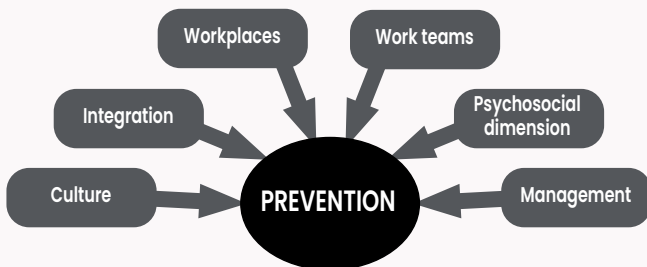 Workplaces
Work teams
Integration
Psychosocial
dimension
Culture
PREVENTION
Management